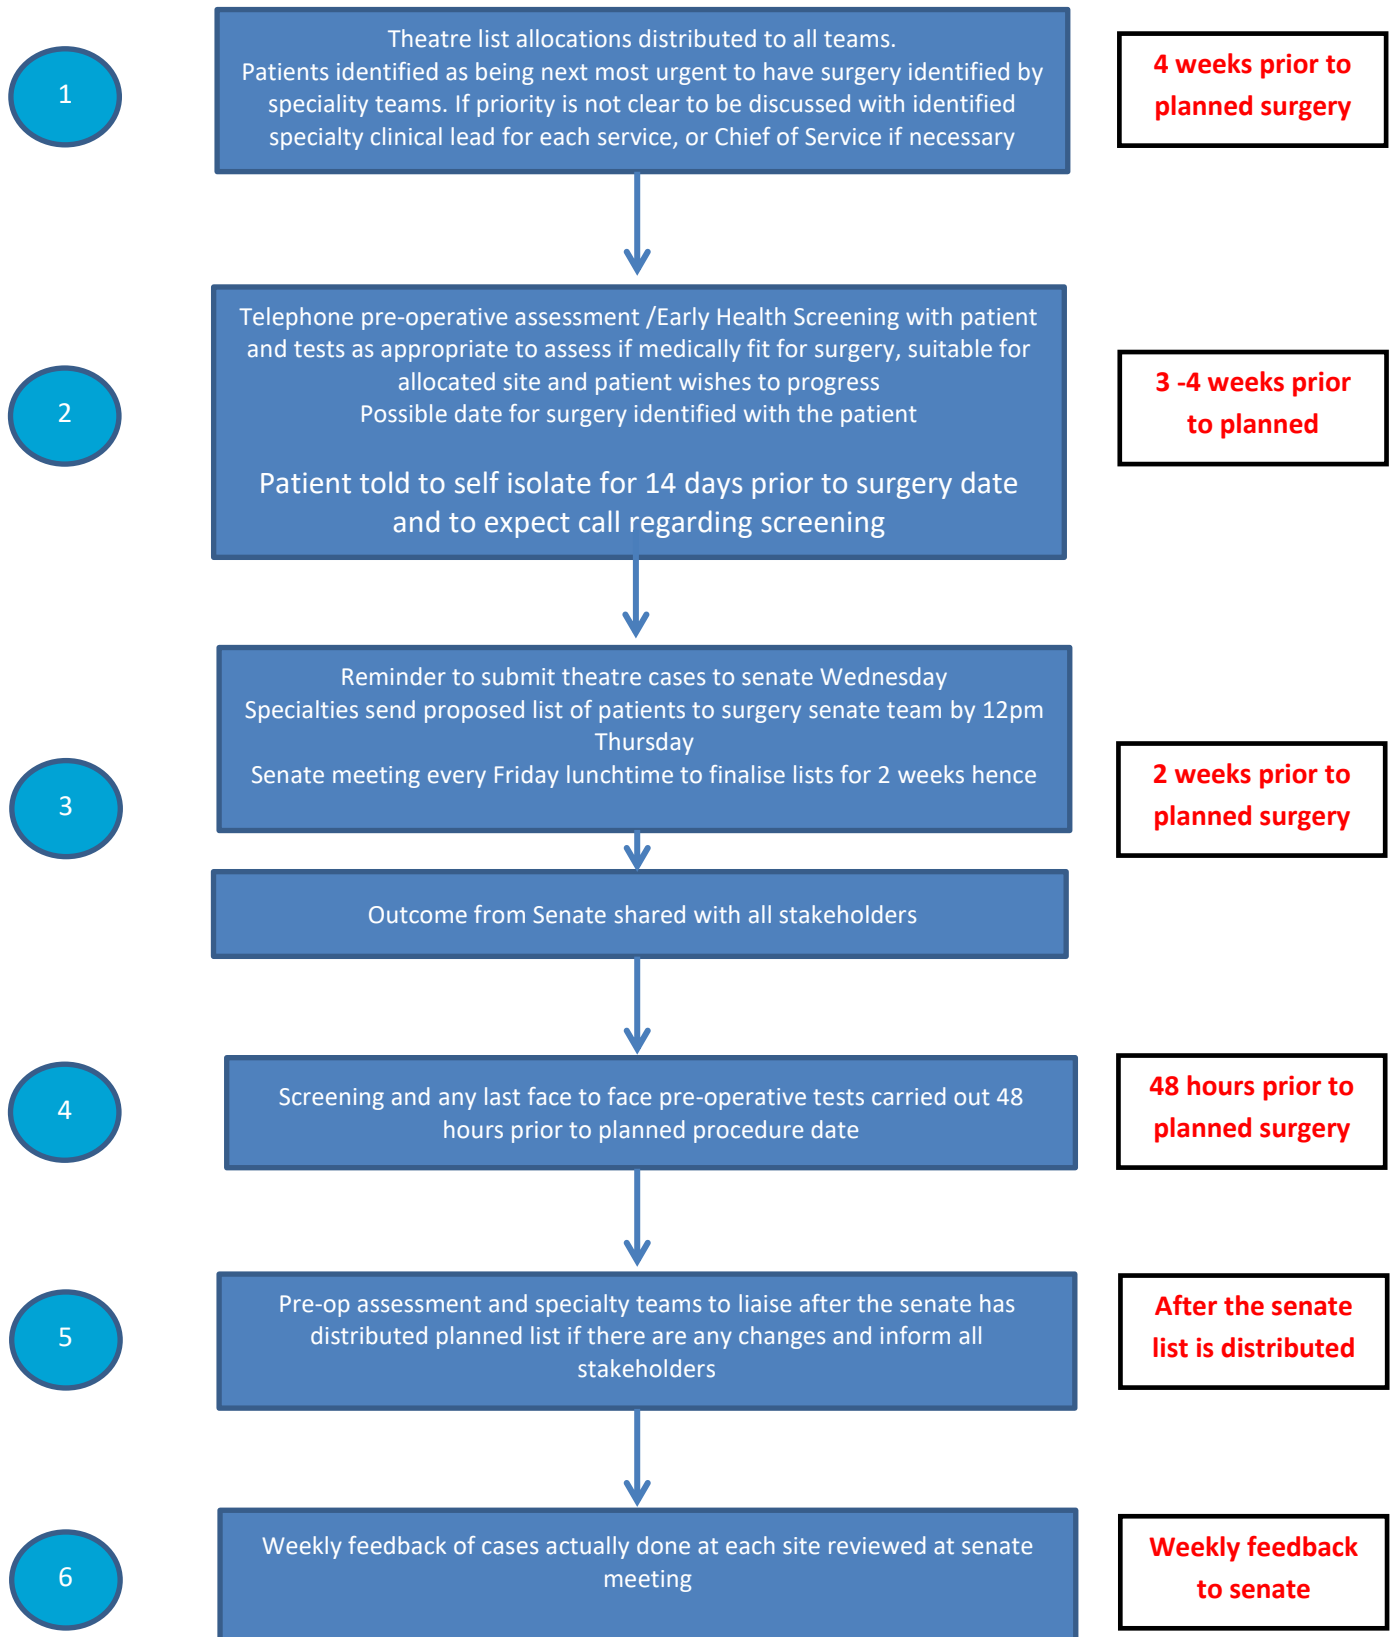 1
Theatre list allocations distributed to all teams.
Patients identified as being next most urgent to have surgery identified by
speciality teams. If priority is not clear to be discussed with identified
specialty clinical lead for each service, or Chief of Service if necessary
4 weeks prior to
planned surgery
2
Telephone pre-operative assessment /Early Health Screening with patient
and tests as appropriate to assess if medically fit for surgery, suitable for
allocated site and patient wishes to progress
Possible date for surgery identified with the patient
Patient told to self isolate for 14 days prior to surgery date
and to expect call regarding screening
3 -4 weeks prior
to planned
3
Reminder to submit theatre cases to senate Wednesday
Specialties send proposed list of patients to surgery senate team by 12pm
Thursday
Senate meeting every Friday lunchtime to finalise lists for 2 weeks hence
2 weeks prior to
planned surgery
Outcome from Senate shared with all stakeholders
4
Screening and any last face to face pre-operative tests carried out 48
hours prior to planned procedure date
48 hours prior to
planned surgery
5
Pre-op assessment and specialty teams to liaise after the senate has
distributed planned list if there are any changes and inform all
stakeholders
After the senate
list is distributed
6
Weekly feedback of cases actually done at each site reviewed at senate
meeting
Weekly feedback
to senate